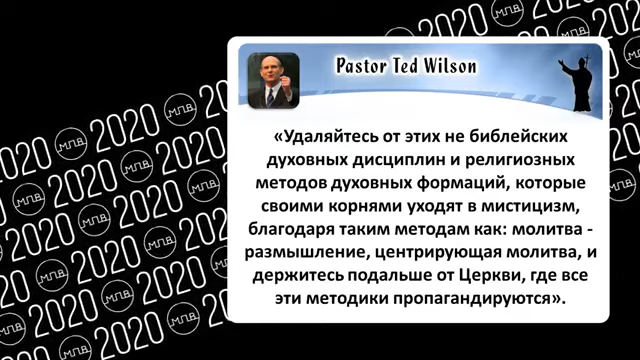 Pastor Ted Wilson
«Удаляйтесь от этих не библейских
духовных дисциплин и религиозных
методов духовных формаций, которые
своими корнями уходят в мистицизм,
благодаря таким методам как: молитва -
размышление, центрирующая молитва, и
держитесь подальше от Церкви, где все
эти методики пропагандируются».
2020 М.П.В. 2020 М.П.В. 2020